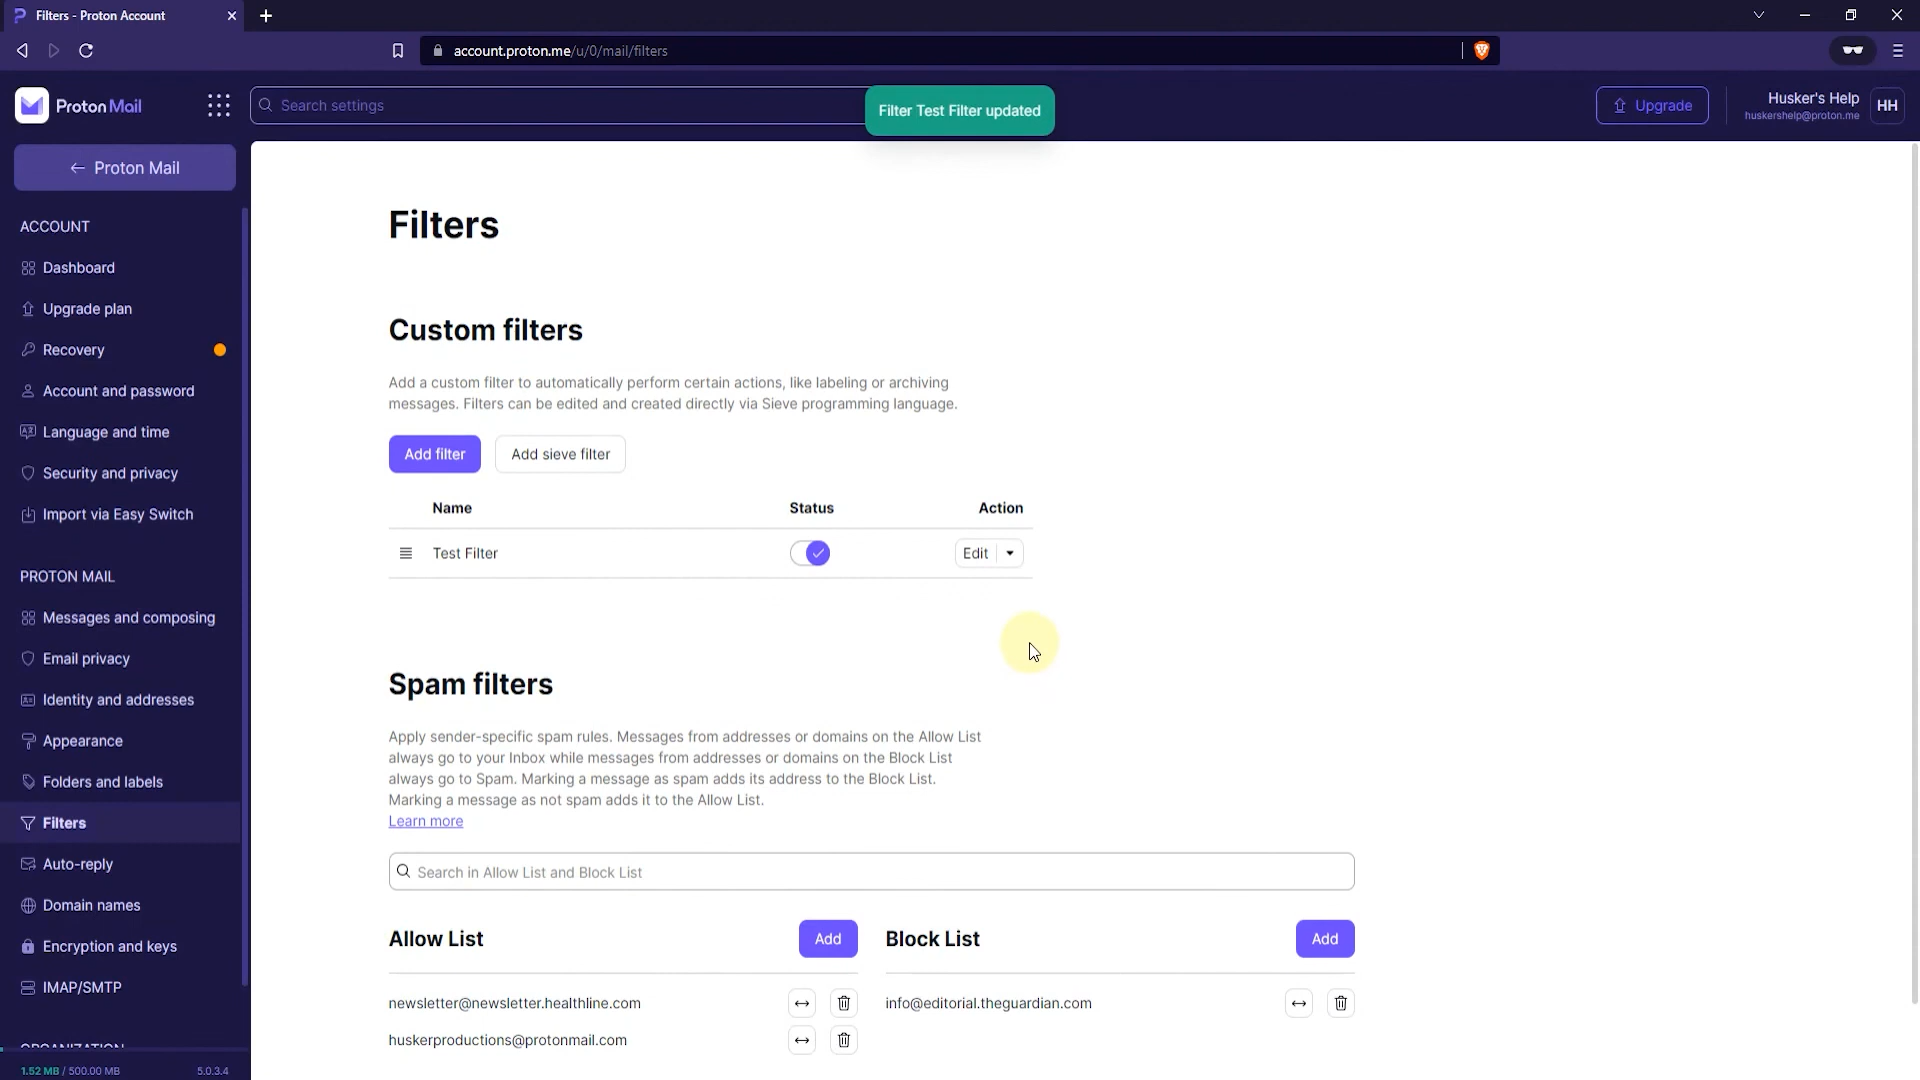 Filters - Proton Account
account.proton.me/u/0/mail/filters
Proton Mail
Search settings
Filter Test Filter updated
Upgrade
Husker's Help
huskershelp@proton.me
HH
← Proton Mail
ACCOUNT
Dashboard
Upgrade plan
Recovery
Account and password
Language and time
Security and privacy
Import via Easy Switch
PROTON MAIL
Messages and composing
Email privacy
Identity and addresses
Appearance
Folders and labels
Filters
Auto-reply
Domain names
Encryption and keys
IMAP/SMTP
ORGANIZATION
1.52 MB / 500.00 MB
5.0.3.4
Filters
Custom filters
Add a custom filter to automatically perform certain actions, like labeling or archiving
messages. Filters can be edited and created directly via Sieve programming language.
Add filter
Add sieve filter
Name Status Action
Test Filter Edit
Spam filters
Apply sender-specific spam rules. Messages from addresses or domains on the Allow List
always go to your Inbox while messages from addresses or domains on the Block List
always go to Spam. Marking a message as spam adds its address to the Block List.
Marking a message as not spam adds it to the Allow List.
Learn more
Search in Allow List and Block List
Allow List Add
newsletter@newsletter.healthline.com
huskerproductions@protonmail.com
Block List Add
info@editorial.theguardian.com